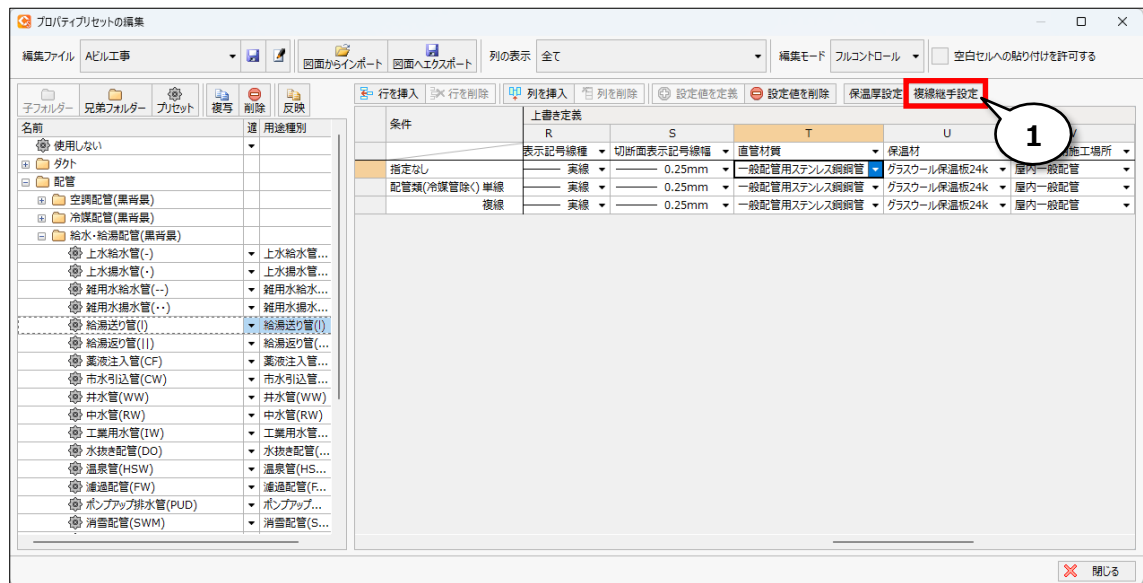 プロパティプリセットの編集
編集ファイル Aビル工事 図面からインポート 図面へエクスポート 列の表示 全て 編集モード フルコントロール 空白セルへの貼り付けを許可する
子フォルダー 兄弟フォルダー プリセット 複写 削除 反映
行を挿入 行を削除 列を挿入 列を削除 設定値を定義 設定値を削除 保温厚設定 複線継手設定
1
名前 適 用途種別
使用しない
ダクト
配管
空調配管(黒背景)
冷媒配管(黒背景)
給水・給湯配管(黒背景)
上水給水管(-) 上水給水管...
上水揚水管(・) 上水揚水管...
雑用水給水管(--) 雑用水給水...
雑用水揚水管(・・) 雑用水揚水...
給湯送り管(|) 給湯送り管(|)
給湯返り管(||) 給湯返り管(...
薬液注入管(CF) 薬液注入管...
市水引込管(CW) 市水引込管...
井水管(WW) 井水管(WW)
中水管(RW) 中水管(RW)
工業用水管(IW) 工業用水管...
水抜き配管(DO) 水抜き配管(...
温泉管(HSW) 温泉管(HS...
濾過配管(FW) 濾過配管(F...
ポンプアップ排水管(PUD) ポンプアップ...
消雪配管(SWM) 消雪配管(S...
条件 上書き定義
R S T U V
表示記号線種 切断面表示記号線幅 直管材質 保温材 施工場所
指定なし 実線 0.25mm 一般配管用ステンレス鋼鋼管 グラスウール保温板24k 屋内一般配管
配管類(冷媒管除く) 単線 実線 0.25mm 一般配管用ステンレス鋼鋼管 グラスウール保温板24k 屋内一般配管
複線 実線 0.25mm 一般配管用ステンレス鋼鋼管 グラスウール保温板24k 屋内一般配管
閉じる